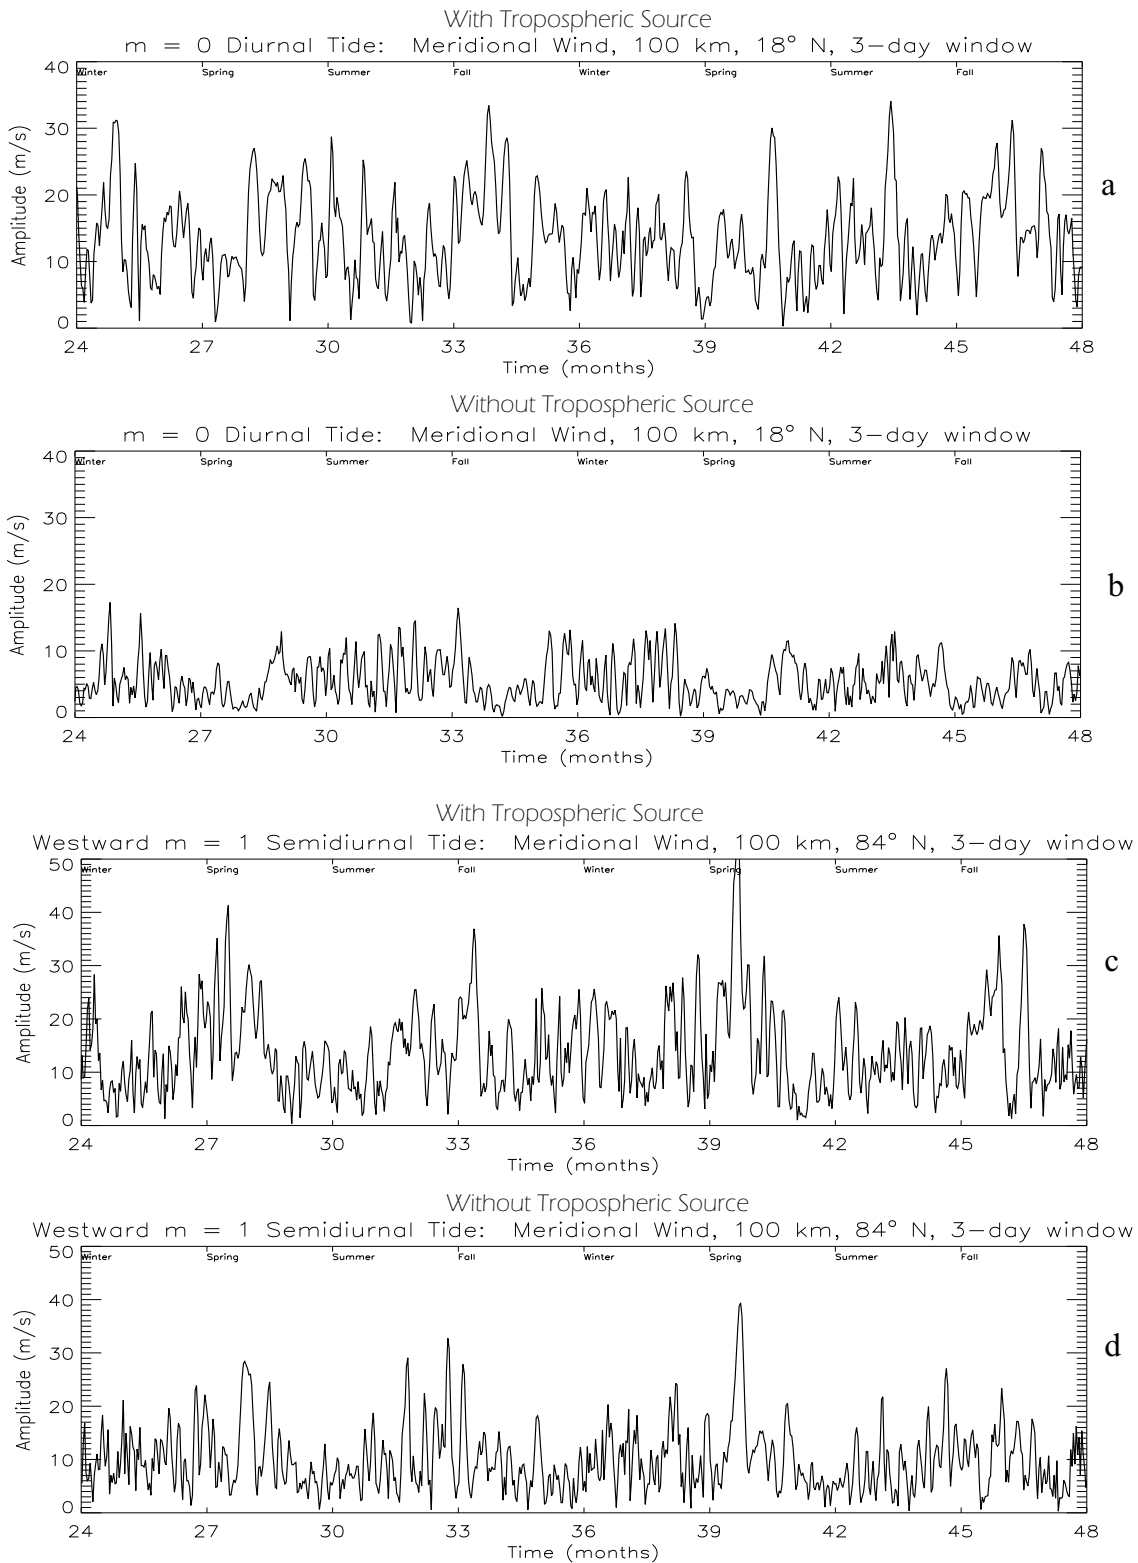 With Tropospheric Source
m = 0 Diurnal Tide: Meridional Wind, 100 km, 18° N, 3-day window
40
Winter Spring Summer Fall Winter Spring Summer Fall
30
20
10
0
Amplitude (m/s)
a
24 27 30 33 36 39 42 45 48
Time (months)
Without Tropospheric Source
m = 0 Diurnal Tide: Meridional Wind, 100 km, 18° N, 3-day window
40
Winter Spring Summer Fall Winter Spring Summer Fall
30
20
10
0
Amplitude (m/s)
b
24 27 30 33 36 39 42 45 48
Time (months)
With Tropospheric Source
Westward m = 1 Semidiurnal Tide: Meridional Wind, 100 km, 84° N, 3-day window
50
Winter Spring Summer Fall Winter Spring Summer Fall
40
30
20
10
0
Amplitude (m/s)
c
24 27 30 33 36 39 42 45 48
Time (months)
Without Tropospheric Source
Westward m = 1 Semidiurnal Tide: Meridional Wind, 100 km, 84° N, 3-day window
50
Winter Spring Summer Fall Winter Spring Summer Fall
40
30
20
10
0
Amplitude (m/s)
d
24 27 30 33 36 39 42 45 48
Time (months)